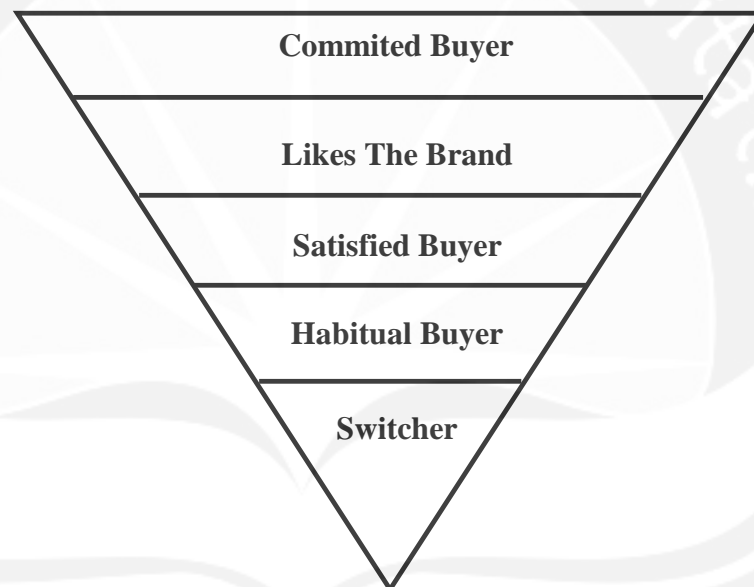 Commited Buyer
Likes The Brand
Satisfied Buyer
Habitual Buyer
Switcher